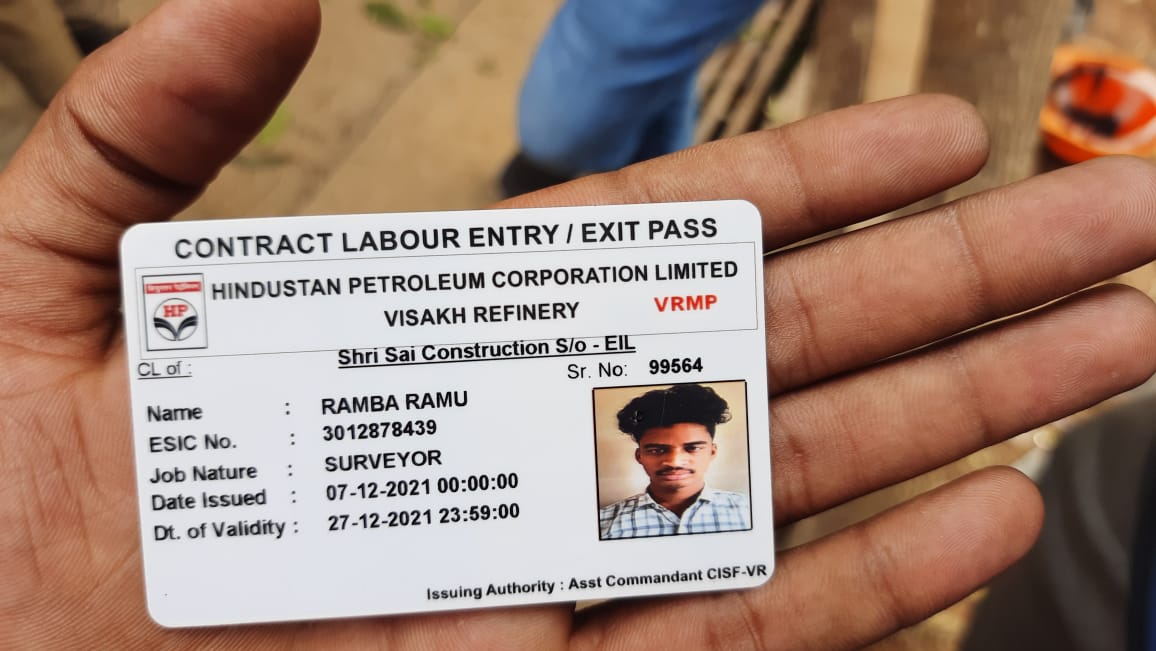 CONTRACT LABOUR ENTRY / EXIT PASS
HP
HINDUSTAN PETROLEUM CORPORATION LIMITED
VISAKH REFINERY VRMP
CL of : Shri Sai Construction S/o - EIL
Sr. No: 99564
Name : RAMBA RAMU
ESIC No. : 3012878439
Job Nature : SURVEYOR
Date Issued : 07-12-2021 00:00:00
Dt. of Validity : 27-12-2021 23:59:00
Issuing Authority : Asst Commandant CISF-VR